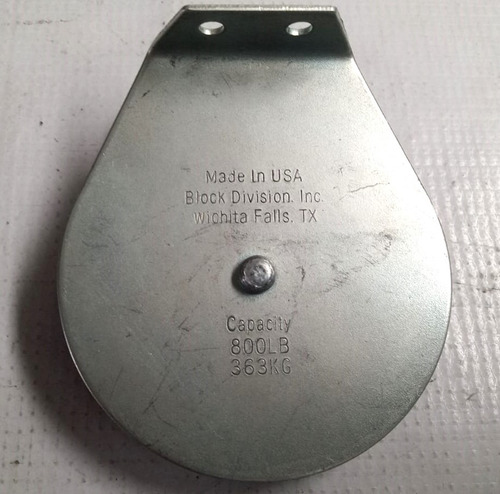 Made In USA
Block Division, Inc.
Wichita Falls, TX
Capacity
800LB
363KG